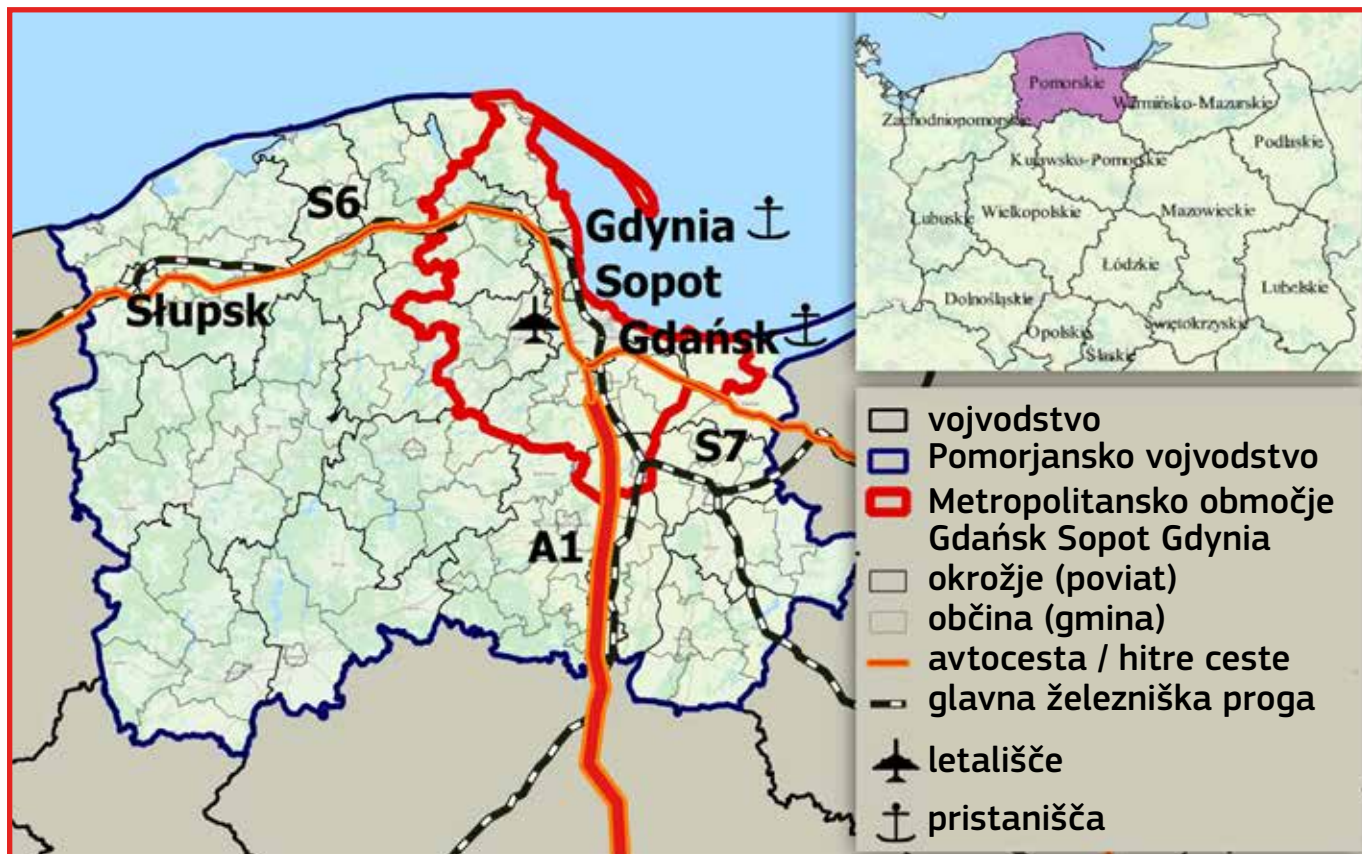 S6
Słupsk
Gdynia
Sopot
Gdańsk
S7
A1
Pomorskie
Zachodniopomorskie
Warmińsko-Mazurskie
Podlaskie
Kujawsko-Pomorskie
Lubuskie
Wielkopolskie
Mazowieckie
Łódzkie
Lubelskie
Dolnośląskie
Opolskie
Świętokrzyskie
Śląskie
vojvodstvo
Pomorjansko vojvodstvo
Metropolitansko območje
Gdańsk Sopot Gdynia
okrožje (poviat)
občina (gmina)
avtocesta / hitre ceste
glavna železniška proga
letališče
pristanišča